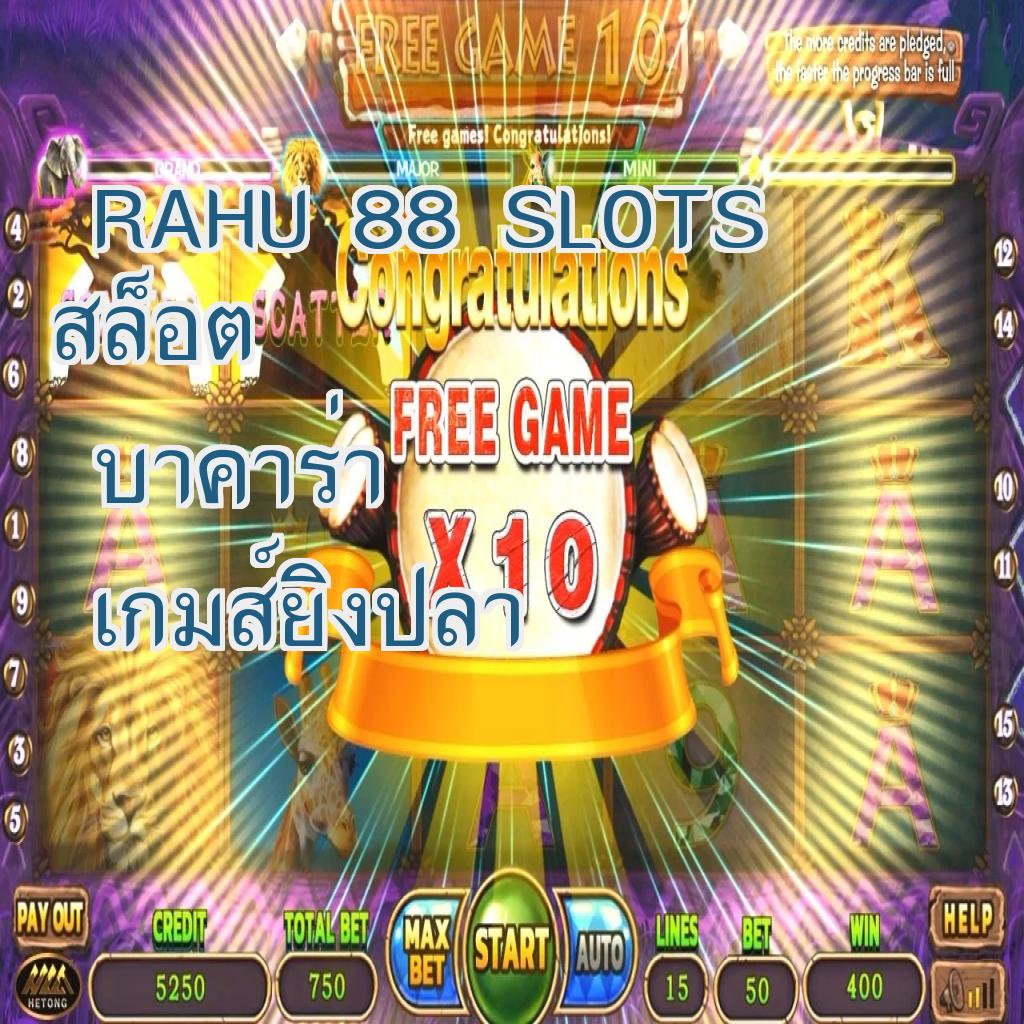 FREE GAME 10
The more credits are pledged,
the faster the progress bar is full
Free games! Congratulations!
GRAND MAJOR MINI
RAHU 88 SLOTS
Congratulations
สล็อต
SCATTER
บาคาร่า
FREE GAME
X10
เกมส์ยิงปลา
K
A A
9 A
4
2
6
8
1
9
7
3
5
12
14
10
11
15
13
PAY OUT CREDIT TOTAL BET MAX BET START AUTO LINES BET WIN HELP
HETONG 5250 750 15 50 400